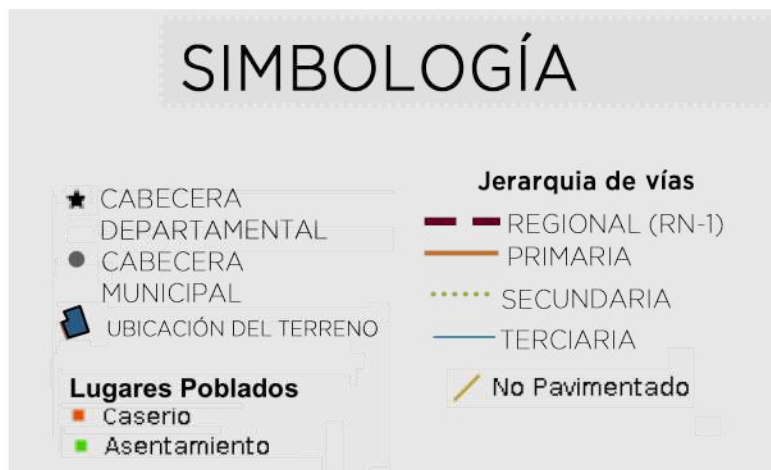 SIMBOLOGÍA
CABECERA
DEPARTAMENTAL
CABECERA
MUNICIPAL
UBICACIÓN DEL TERRENO
Lugares Poblados
Caserio
Asentamiento
Jerarquia de vías
REGIONAL (RN-1)
PRIMARIA
SECUNDARIA
TERCIARIA
No Pavimentado